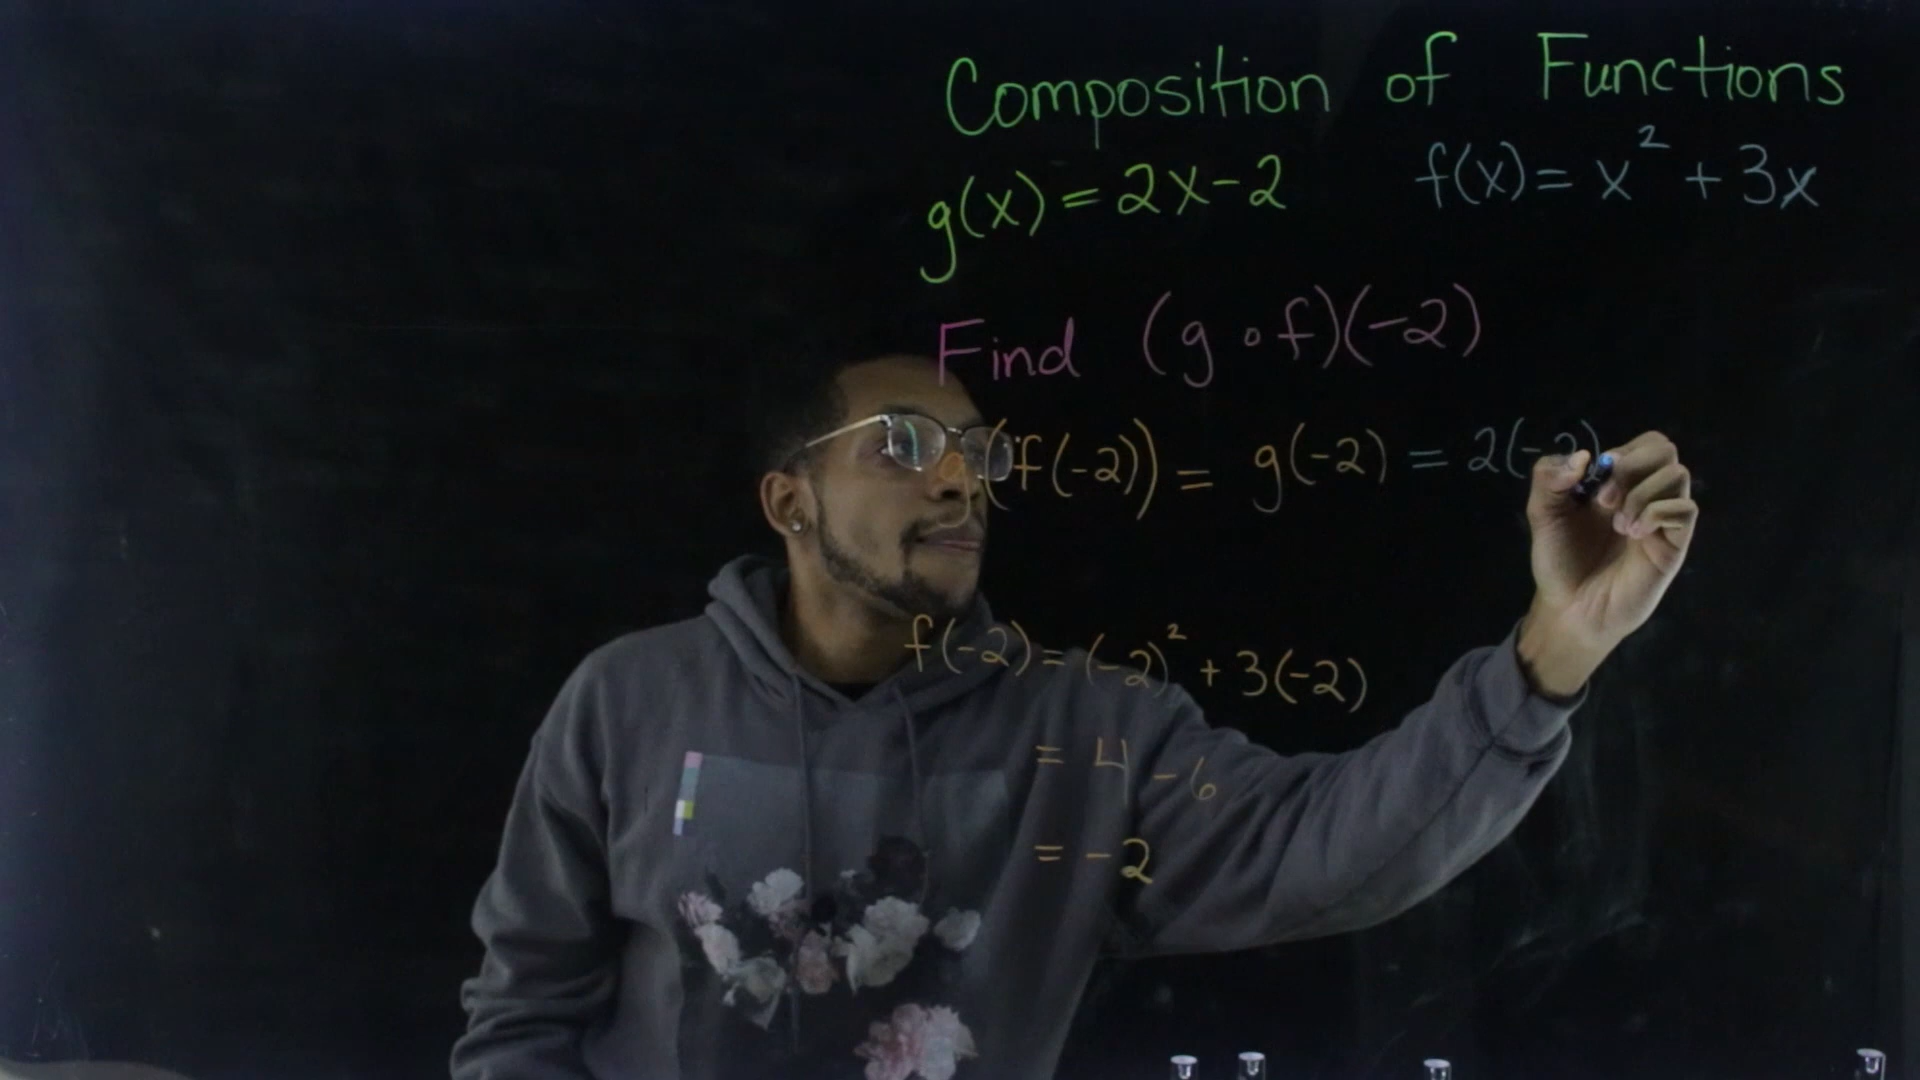 Composition of Functions
g(x) = 2x-2 f(x) = x² + 3x
Find (g∘f)(-2)
(f(-2)) = g(-2) = 2(-2)
f(-2) = (-2)² + 3(-2)
= 4 - 6
= -2